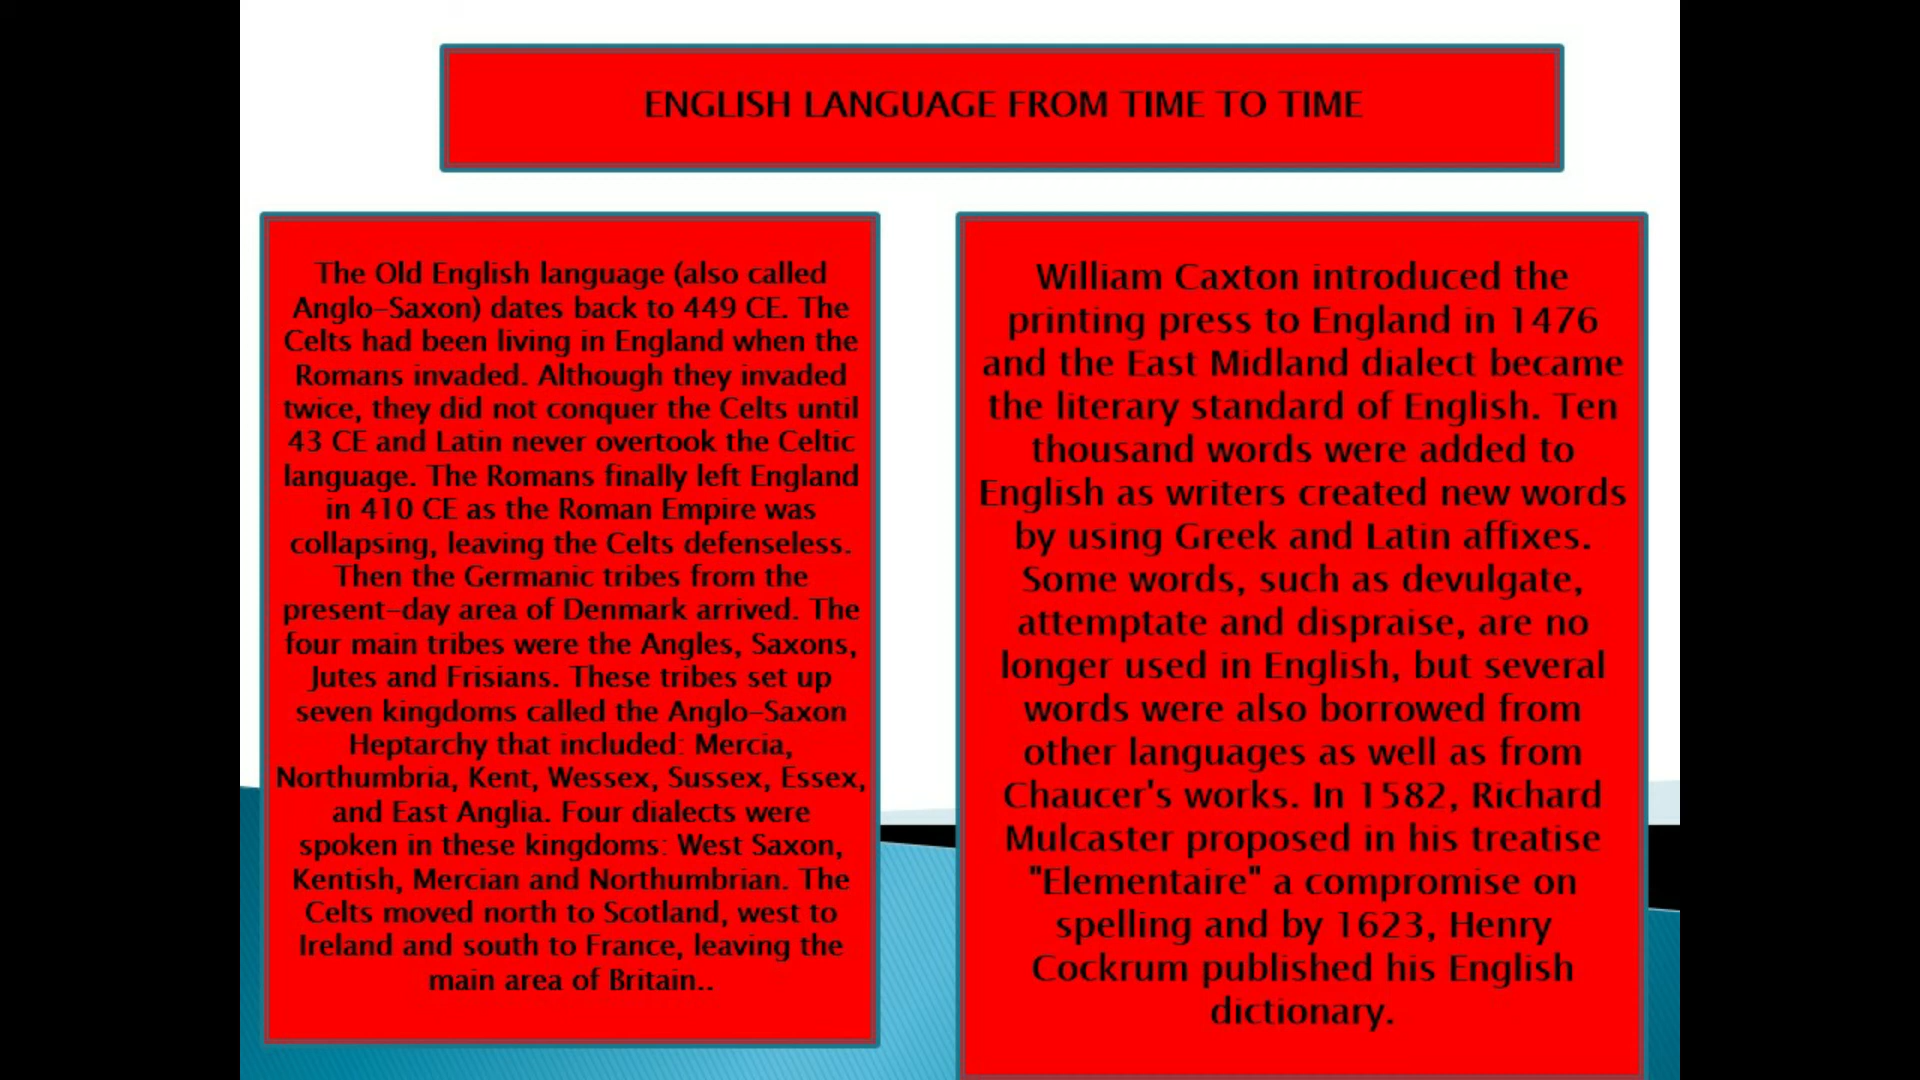 ENGLISH LANGUAGE FROM TIME TO TIME
The Old English language (also called
Anglo-Saxon) dates back to 449 CE. The
Celts had been living in England when the
Romans invaded. Although they invaded
twice, they did not conquer the Celts until
43 CE and Latin never overtook the Celtic
language. The Romans finally left England
in 410 CE as the Roman Empire was
collapsing, leaving the Celts defenseless.
Then the Germanic tribes from the
present-day area of Denmark arrived. The
four main tribes were the Angles, Saxons,
Jutes and Frisians. These tribes set up
seven kingdoms called the Anglo-Saxon
Heptarchy that included: Mercia,
Northumbria, Kent, Wessex, Sussex, Essex,
and East Anglia. Four dialects were
spoken in these kingdoms: West Saxon,
Kentish, Mercian and Northumbrian. The
Celts moved north to Scotland, west to
Ireland and south to France, leaving the
main area of Britain..
William Caxton introduced the
printing press to England in 1476
and the East Midland dialect became
the literary standard of English. Ten
thousand words were added to
English as writers created new words
by using Greek and Latin affixes.
Some words, such as devulgate,
attemptate and dispraise, are no
longer used in English, but several
words were also borrowed from
other languages as well as from
Chaucer's works. In 1582, Richard
Mulcaster proposed in his treatise
"Elementaire" a compromise on
spelling and by 1623, Henry
Cockrum published his English
dictionary.